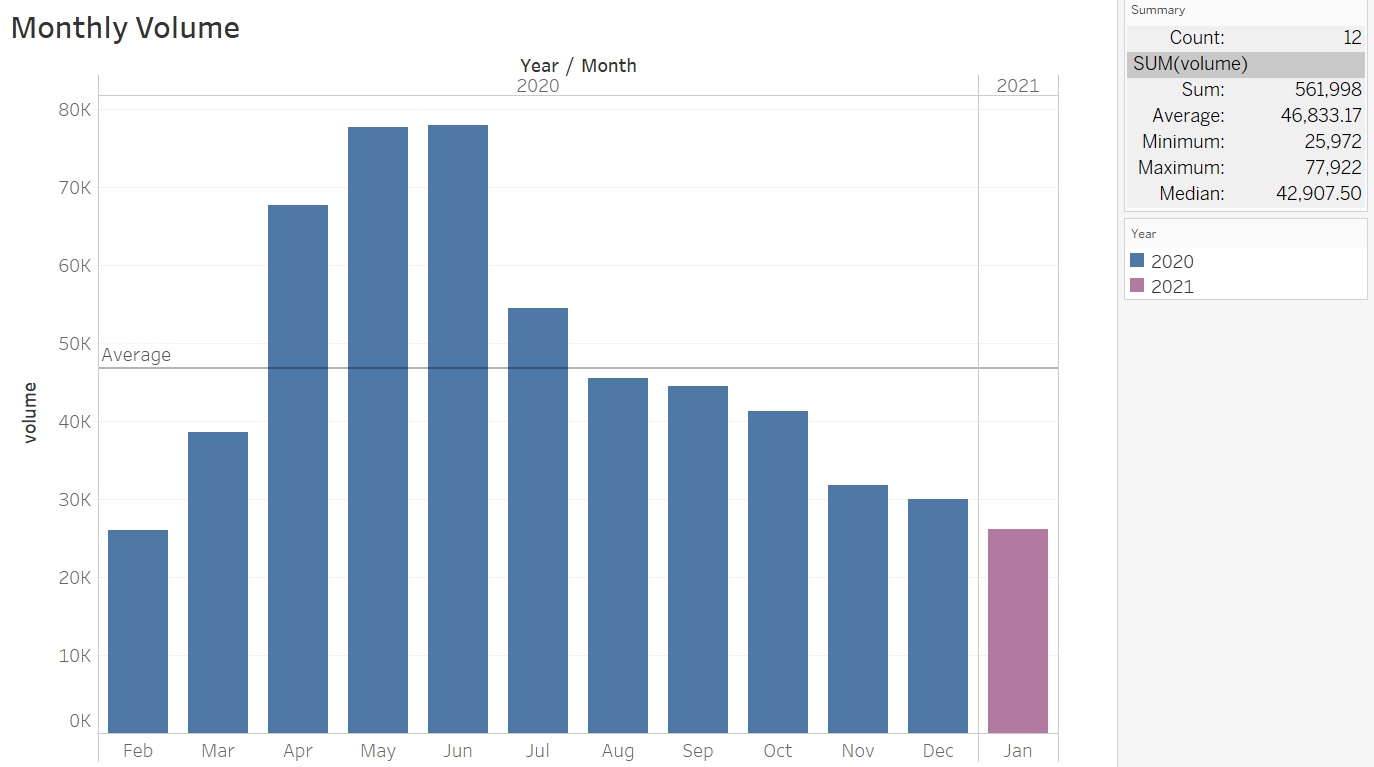 Monthly Volume
Year / Month
2020
2021
80K
70K
60K
50K
Average
40K
30K
20K
10K
0K
volume
Feb Mar Apr May Jun Jul Aug Sep Oct Nov Dec Jan
Summary
Count: 12
SUM(volume)
Sum: 561,998
Average: 46,833.17
Minimum: 25,972
Maximum: 77,922
Median: 42,907.50
Year
2020
2021